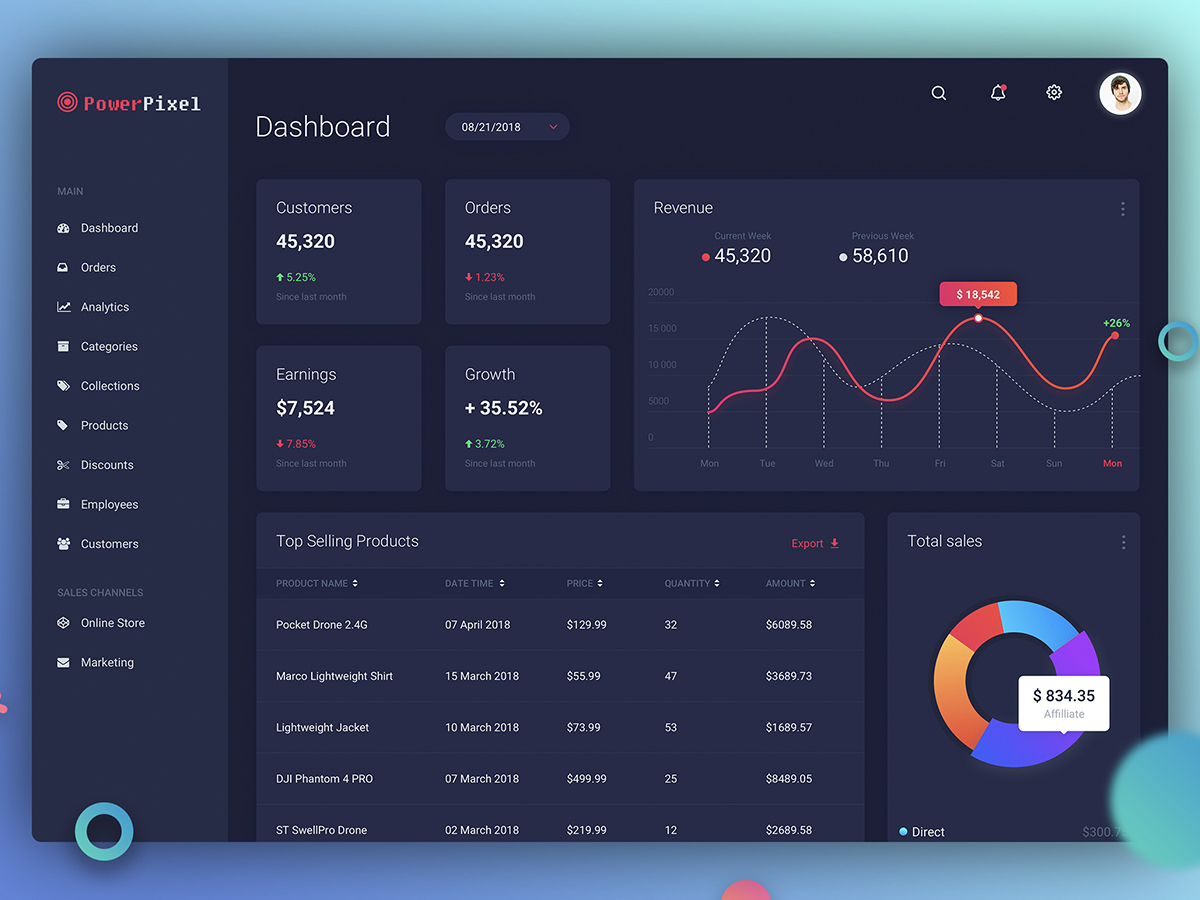 PowerPixel
MAIN
Dashboard
Orders
Analytics
Categories
Collections
Products
Discounts
Employees
Customers
SALES CHANNELS
Online Store
Marketing
Dashboard
08/21/2018
Customers
45,320
5.25%
Since last month
Orders
45,320
1.23%
Since last month
Earnings
$7,524
7.85%
Since last month
Growth
+ 35.52%
3.72%
Since last month
Revenue
Current Week
45,320
Previous Week
58,610
20000
15 000
10 000
5000
0
$ 18,542
+26%
Mon Tue Wed Thu Fri Sat Sun Mon
Top Selling Products
Export
PRODUCT NAME DATE TIME PRICE QUANTITY AMOUNT
Pocket Drone 2.4G 07 April 2018 $129.99 32 $6089.58
Marco Lightweight Shirt 15 March 2018 $55.99 47 $3689.73
Lightweight Jacket 10 March 2018 $73.99 53 $1689.57
DJI Phantom 4 PRO 07 March 2018 $499.99 25 $8489.05
ST SwellPro Drone 02 March 2018 $219.99 12 $2689.58
Total sales
$ 834.35
Affilliate
Direct